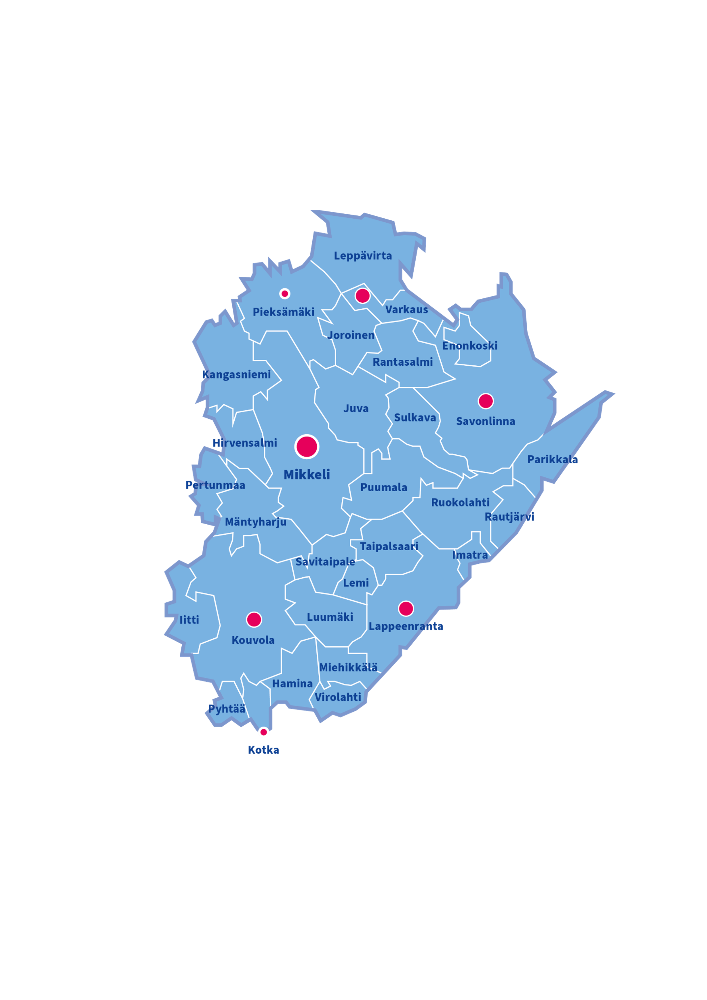 Leppävirta
Varkaus
Pieksämäki
Joroinen
Enonkoski
Rantasalmi
Kangasniemi
Juva
Sulkava
Savonlinna
Hirvensalmi
Parikkala
Mikkeli
Pertunmaa
Puumala
Ruokolahti
Rautjärvi
Mäntyharju
Taipalsaari
Imatra
Savitaipale
Lemi
Luumäki
Iitti
Lappeenranta
Kouvola
Miehikkälä
Hamina
Virolahti
Pyhtää
Kotka